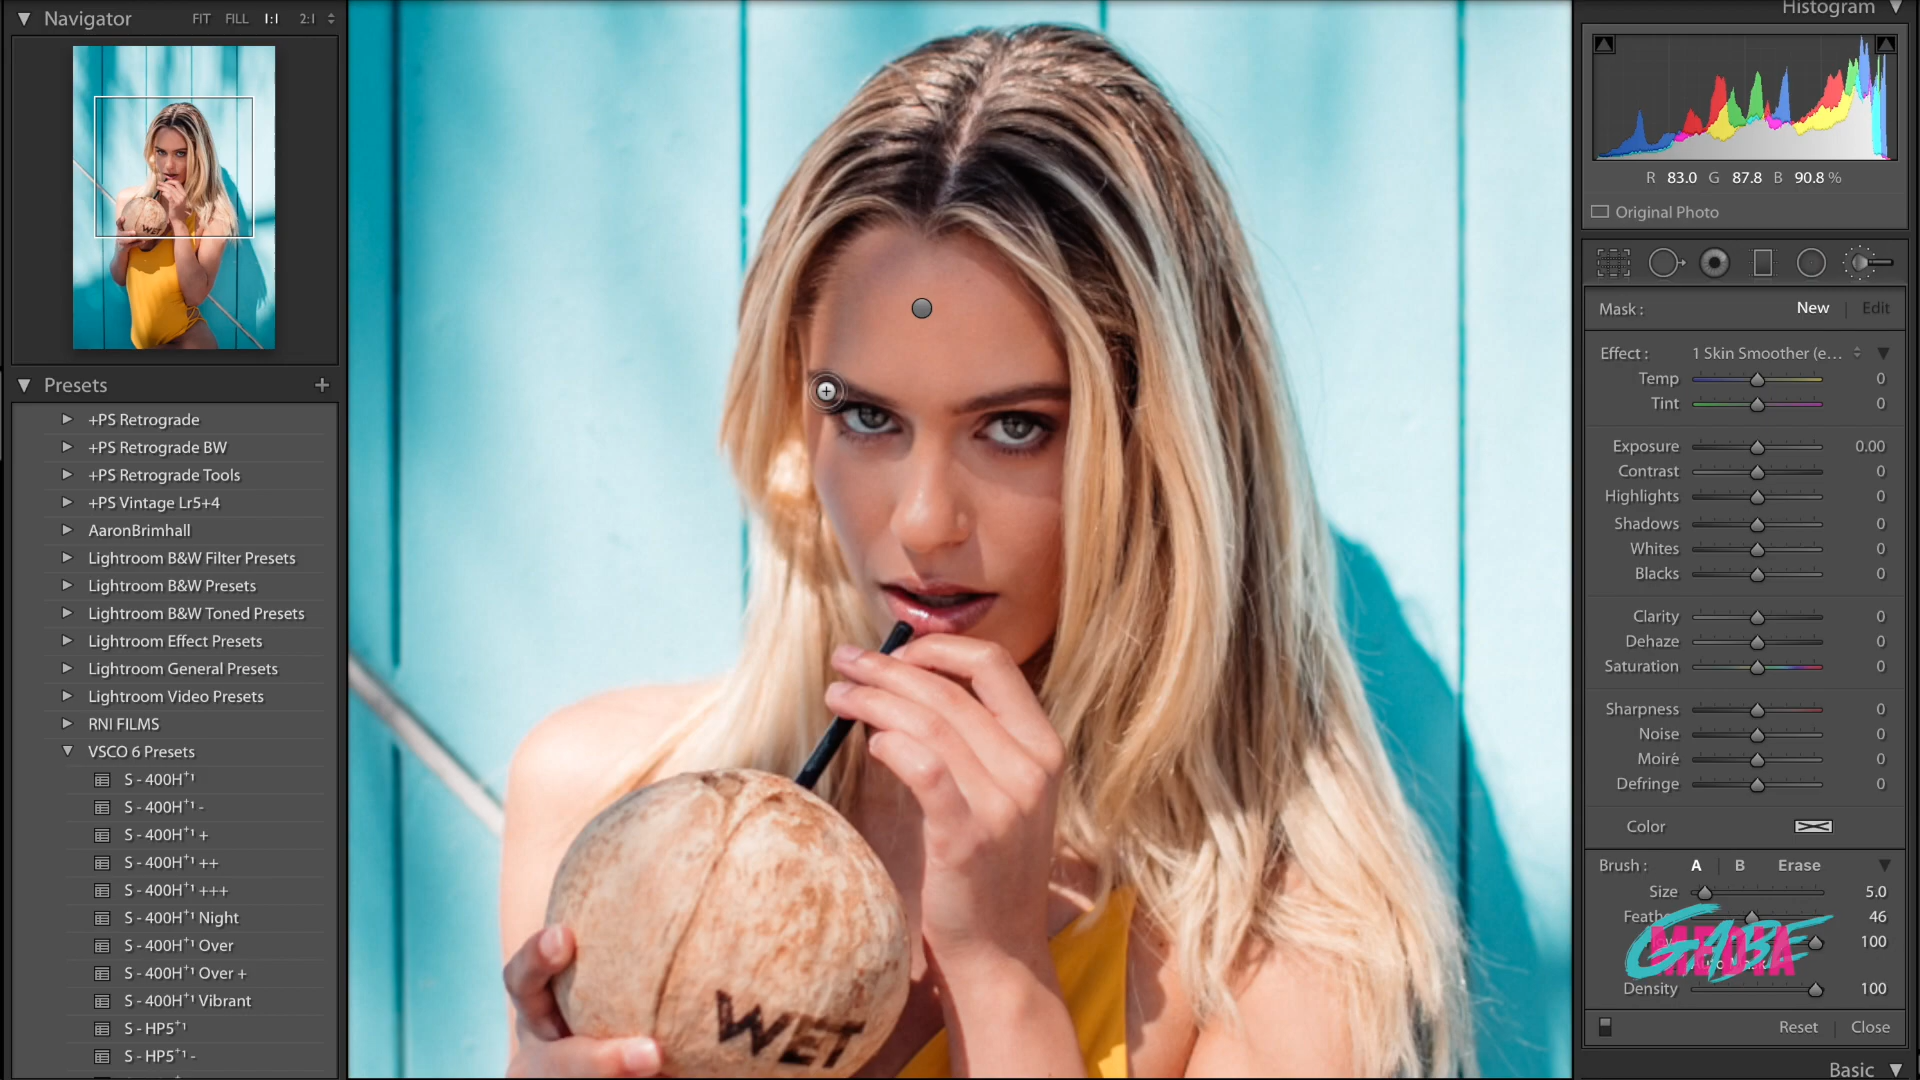 Navigator FIT FILL 1:1 2:1
Presets +
+PS Retrograde
+PS Retrograde BW
+PS Retrograde Tools
+PS Vintage Lr5+4
AaronBrimhall
Lightroom B&W Filter Presets
Lightroom B&W Presets
Lightroom B&W Toned Presets
Lightroom Effect Presets
Lightroom General Presets
Lightroom Video Presets
RNI FILMS
VSCO 6 Presets
S - 400H⁺¹
S - 400H⁺¹ -
S - 400H⁺¹ +
S - 400H⁺¹ ++
S - 400H⁺¹ +++
S - 400H⁺¹ Night
S - 400H⁺¹ Over
S - 400H⁺¹ Over +
S - 400H⁺¹ Vibrant
S - HP5⁺¹
S - HP5⁺¹ -
WET
Histogram
R 83.0 G 87.8 B 90.8 %
Original Photo
Mask : New Edit
Effect : 1 Skin Smoother (e...
Temp 0
Tint 0
Exposure 0.00
Contrast 0
Highlights 0
Shadows 0
Whites 0
Blacks 0
Clarity 0
Dehaze 0
Saturation 0
Sharpness 0
Noise 0
Moiré 0
Defringe 0
Color
Brush : A B Erase
Size 5.0
46
100
GABE
MEDIA
Density 100
Reset Close
Basic